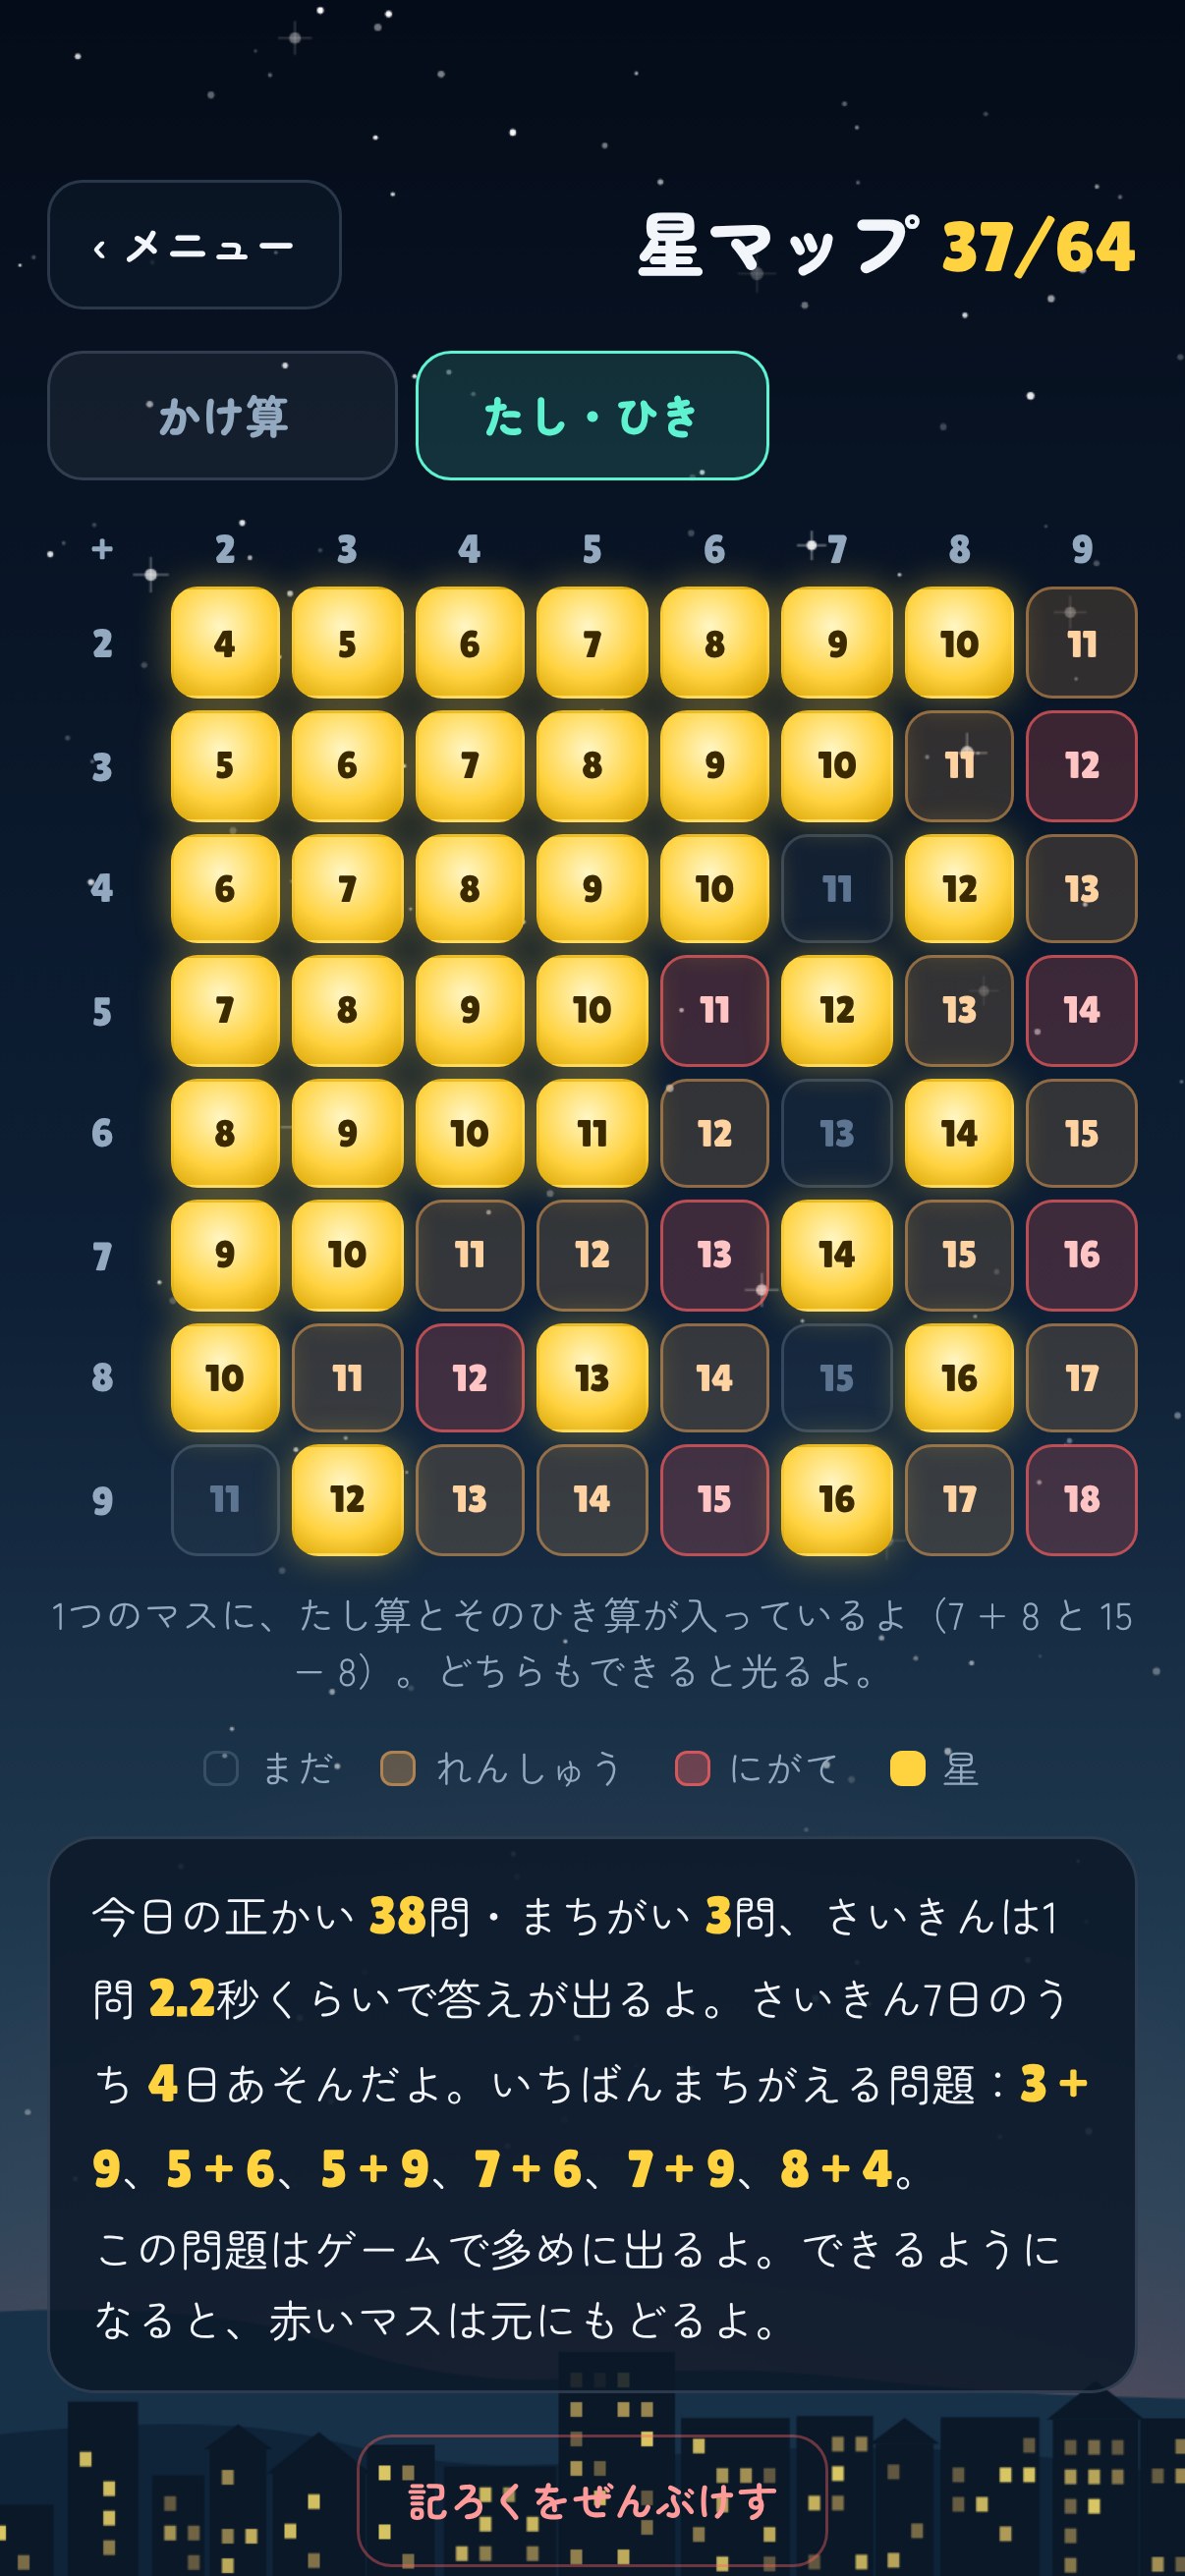 ‹ メニュー
星マップ 37/64
かけ算
たし・ひき
+ 2 3 4 5 6 7 8 9
2 4 5 6 7 8 9 10 11
3 5 6 7 8 9 10 11 12
4 6 7 8 9 10 11 12 13
5 7 8 9 10 11 12 13 14
6 8 9 10 11 12 13 14 15
7 9 10 11 12 13 14 15 16
8 10 11 12 13 14 15 16 17
9 11 12 13 14 15 16 17 18
1つのマスに、たし算とそのひき算が入っているよ（7 + 8 と 15
− 8）。どちらもできると光るよ。
まだ れんしゅう にがて 星
今日の正かい 38問・まちがい 3問、さいきんは1
問 2.2秒くらいで答えが出るよ。さいきん7日のう
ち 4日あそんだよ。いちばんまちがえる問題：3 +
9、5 + 6、5 + 9、7 + 6、7 + 9、8 + 4。
この問題はゲームで多めに出るよ。できるように
なると、赤いマスは元にもどるよ。
記ろくをぜんぶけす